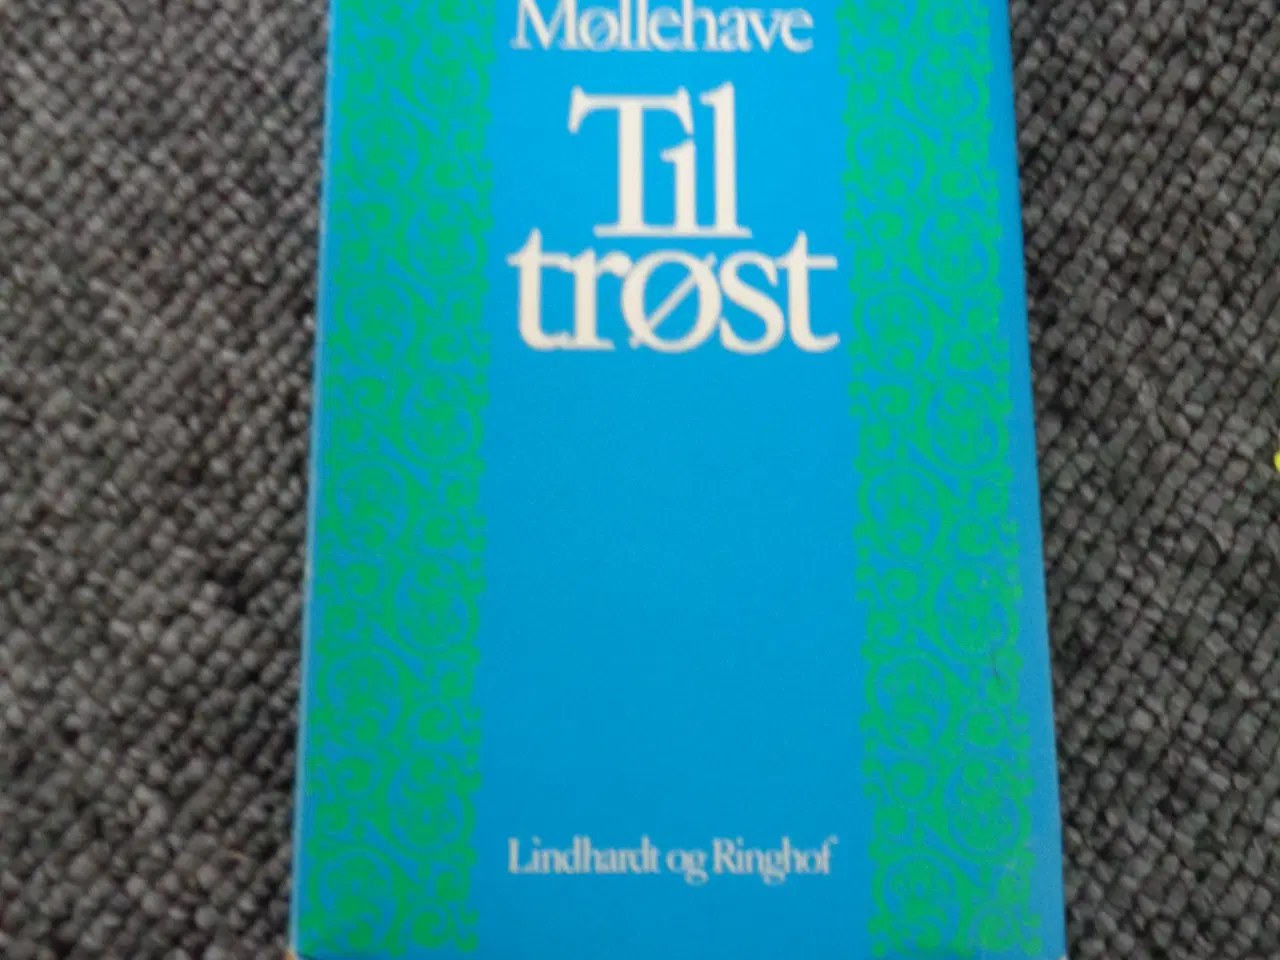 Møllehave
Til
trøst
Lindhardt og Ringhof